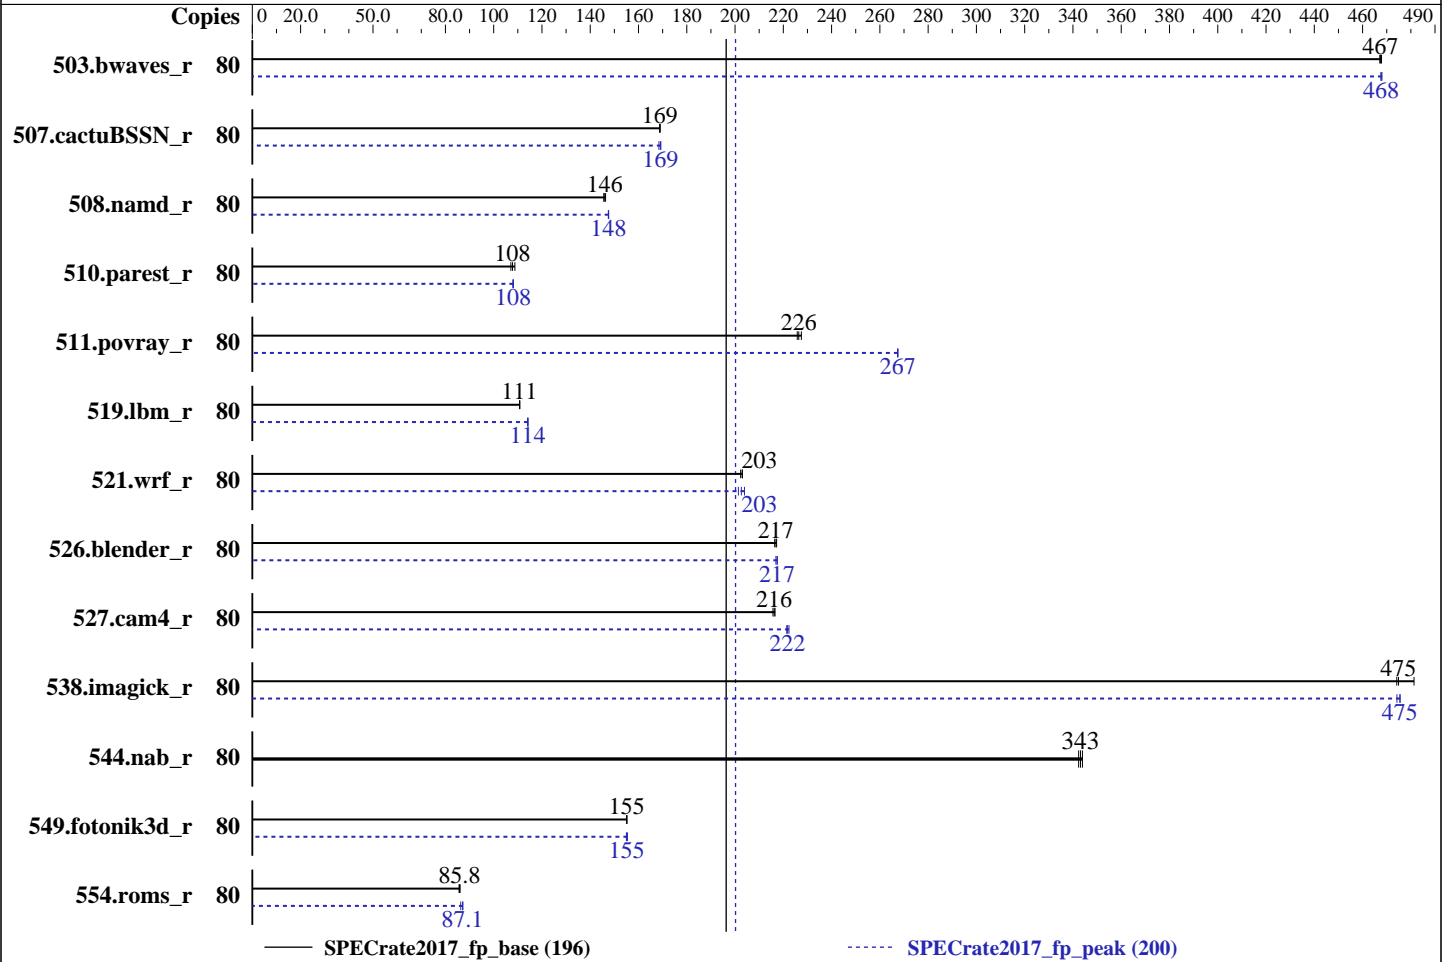 Copies 0 20.0 50.0 80.0 100 120 140 160 180 200 220 240 260 280 300 320 340 360 380 400 420 440 460 490
503.bwaves_r 80 467
468
507.cactuBSSN_r 80 169
169
508.namd_r 80 146
148
510.parest_r 80 108
108
511.povray_r 80 226
267
519.lbm_r 80 111
114
521.wrf_r 80 203
203
526.blender_r 80 217
217
527.cam4_r 80 216
222
538.imagick_r 80 475
475
544.nab_r 80 343
549.fotonik3d_r 80 155
155
554.roms_r 80 85.8
87.1
SPECrate2017_fp_base (196) SPECrate2017_fp_peak (200)